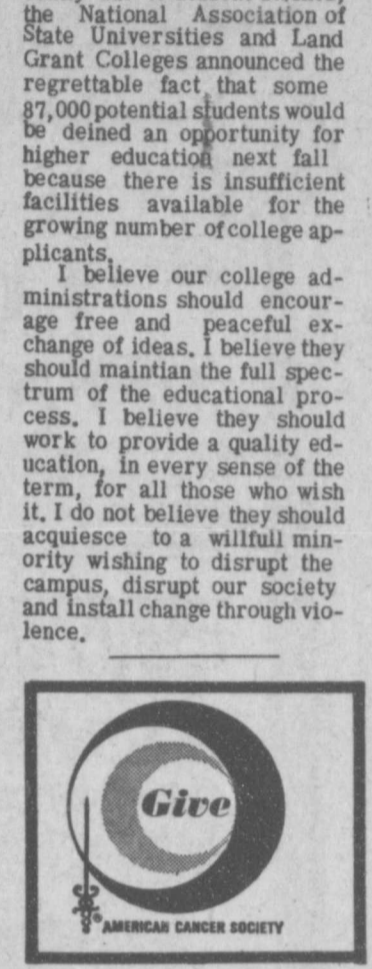 the National Association of
State Universities and Land
Grant Colleges announced the
regrettable fact that some
87,000 potential students would
be deined an opportunity for
higher education next fall
because there is insufficient
facilities available for the
growing number of college ap-
plicants.
I believe our college ad-
ministrations should encour-
age free and peaceful ex-
change of ideas. I believe they
should maintian the full spec-
trum of the educational pro-
cess. I believe they should
work to provide a quality ed-
ucation, in every sense of the
term, for all those who wish
it. I do not believe they should
acquiesce to a willfull min-
ority wishing to disrupt the
campus, disrupt our society
and install change through vio-
lence.
Give
AMERICAN CANCER SOCIETY